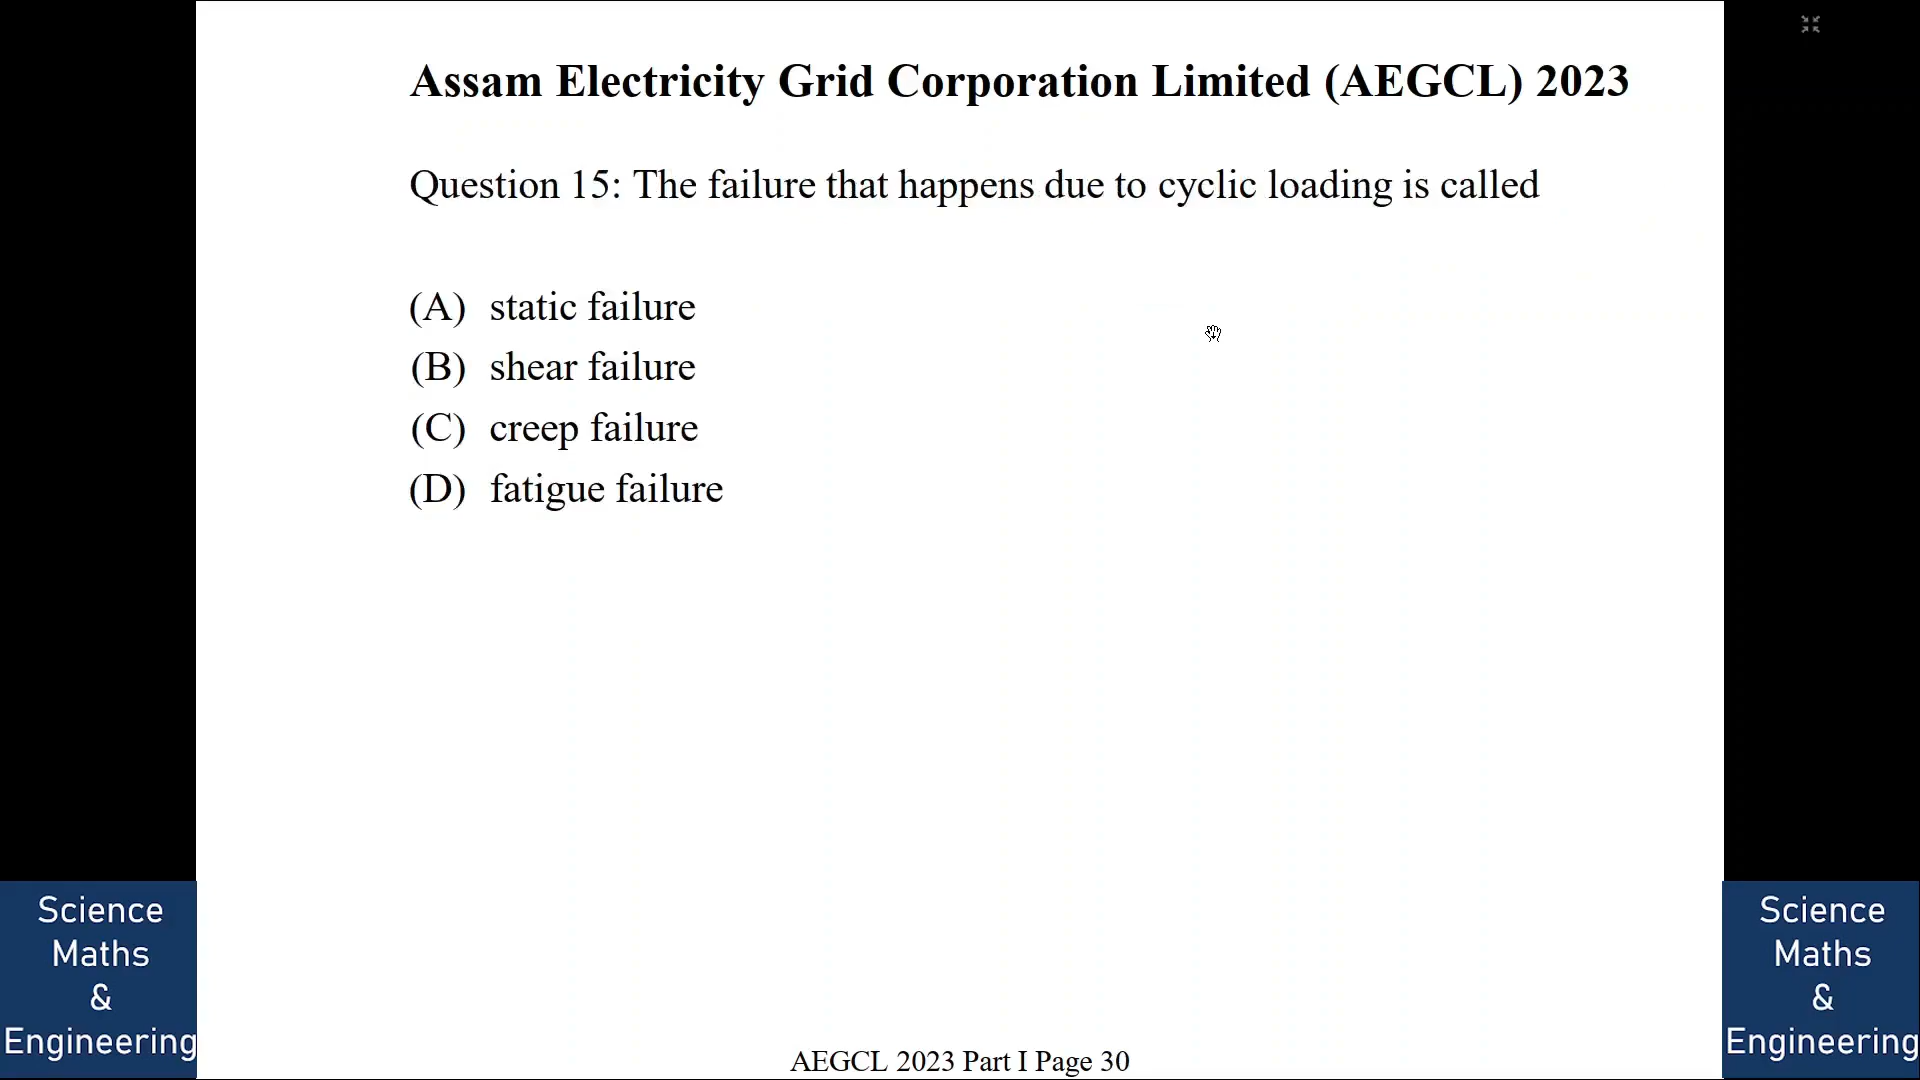 Assam Electricity Grid Corporation Limited (AEGCL) 2023
Question 15: The failure that happens due to cyclic loading is called
(A) static failure
(B) shear failure
(C) creep failure
(D) fatigue failure
Science
Maths
&
Engineering
Science
Maths
&
Engineering
AEGCL 2023 Part I Page 30